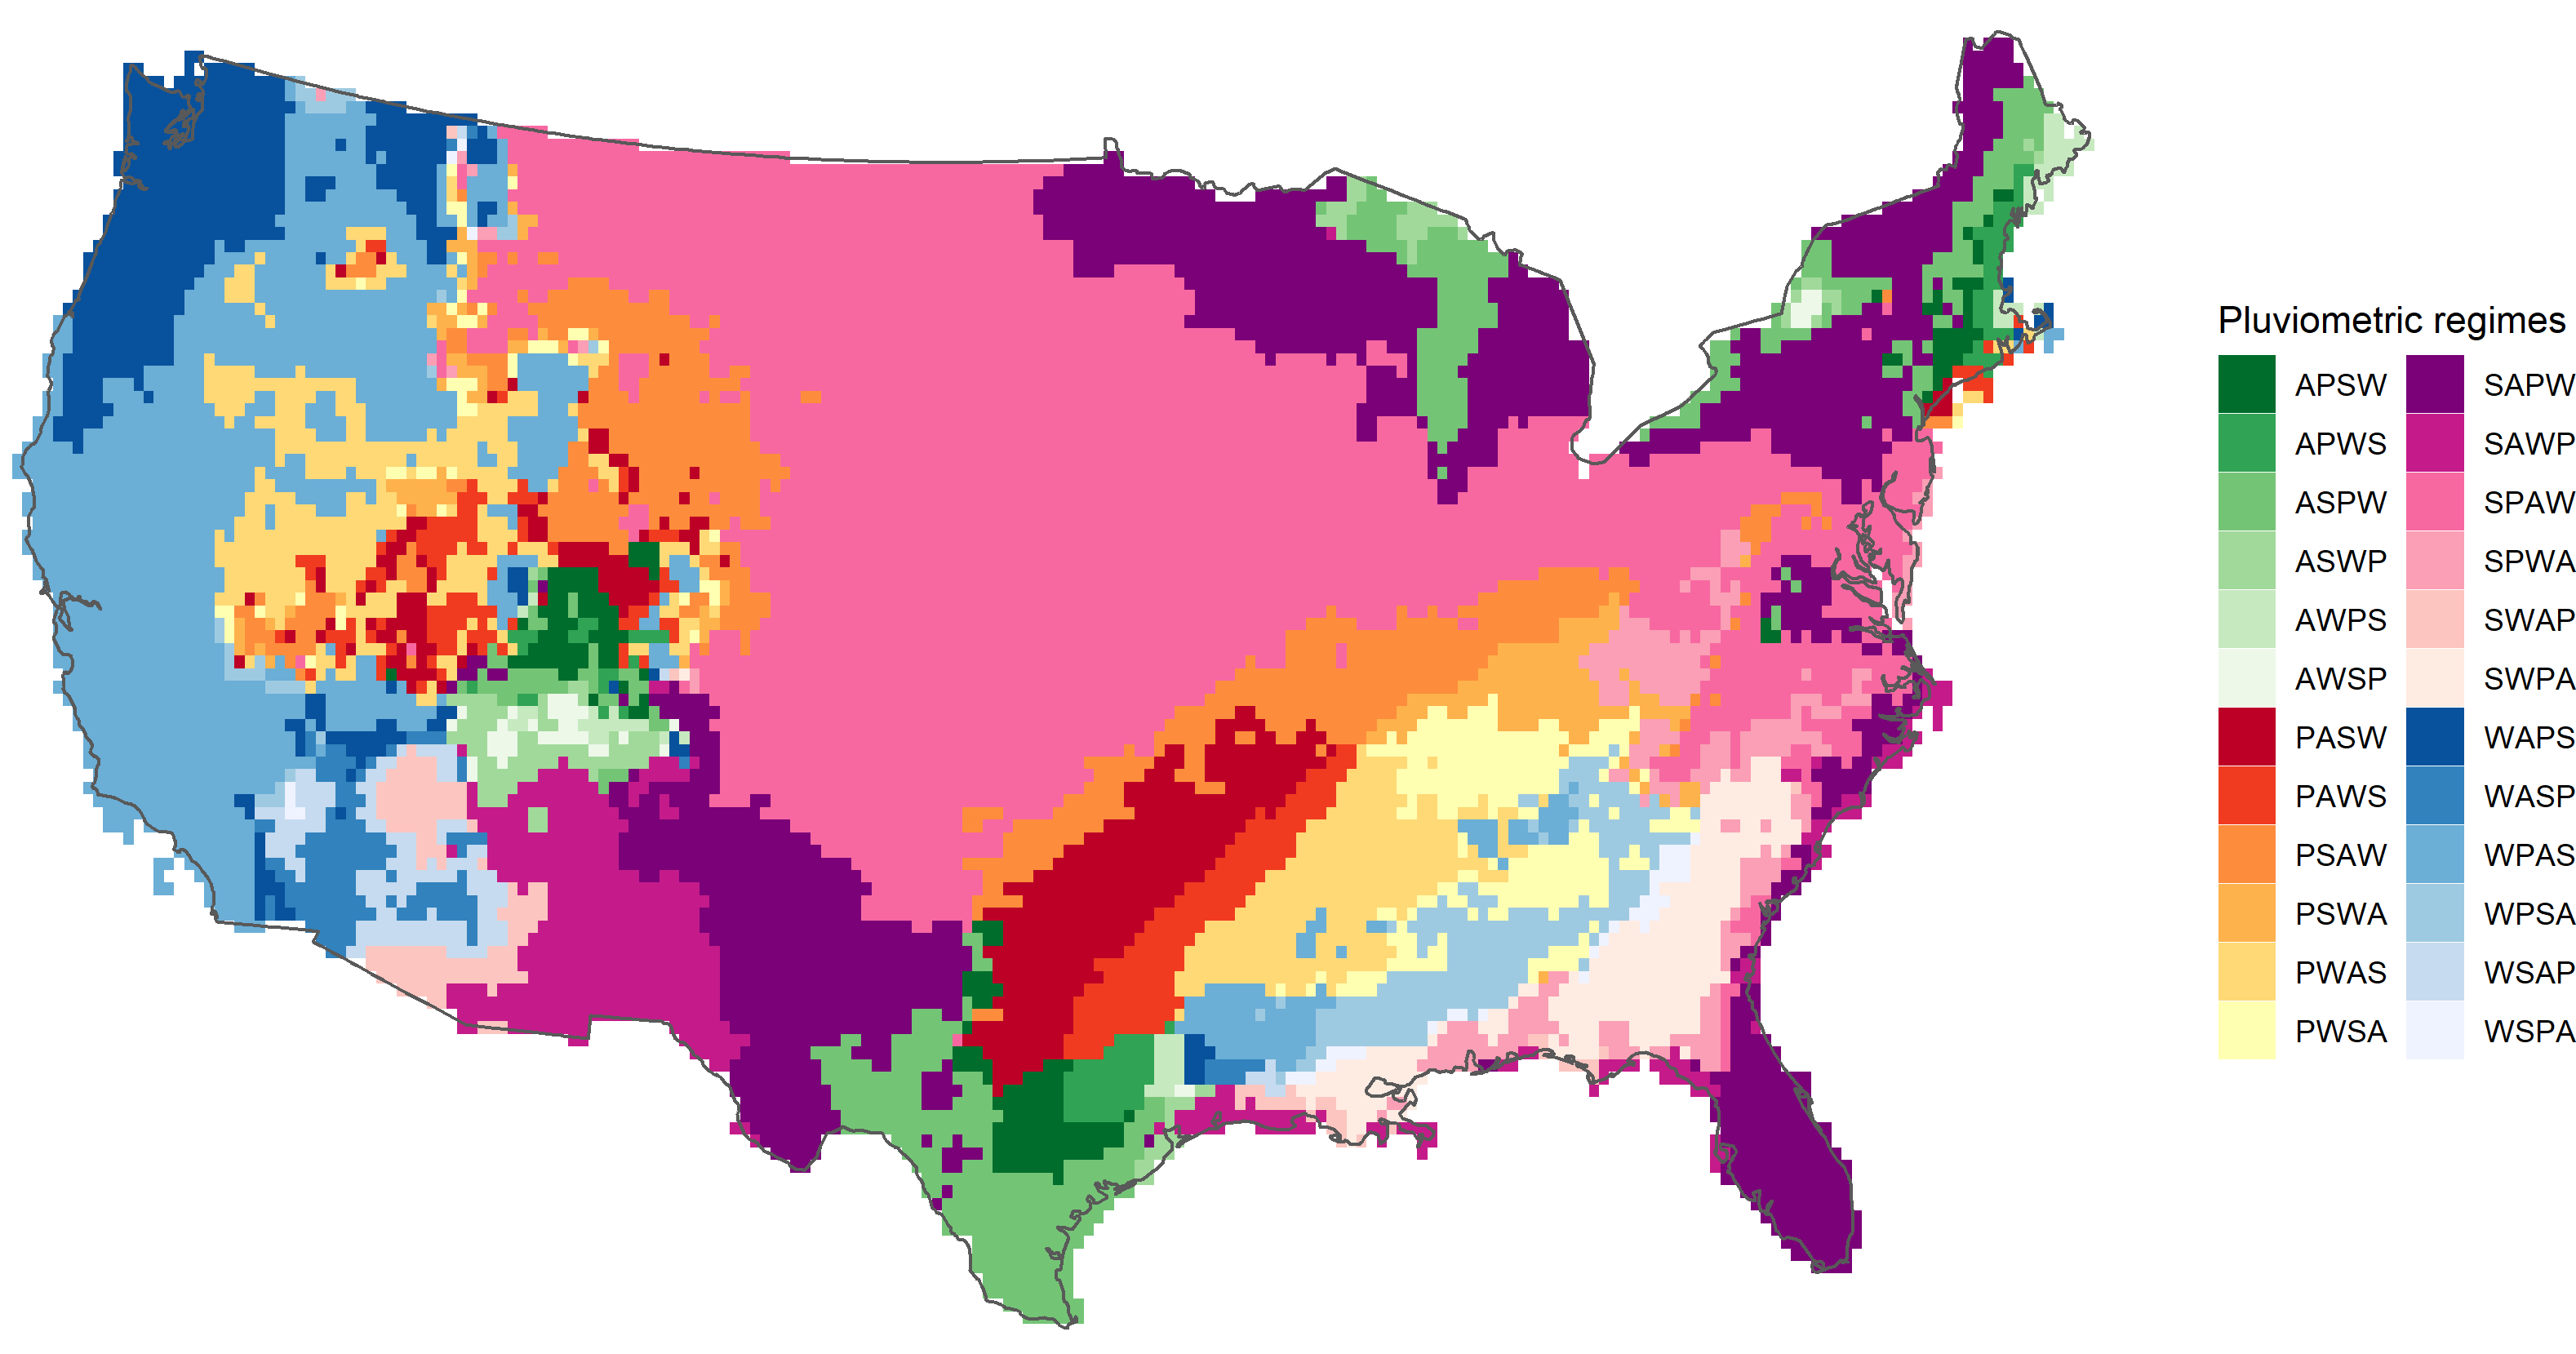 Pluviometric regimes
APSW SAPW
APWS SAWP
ASPW SPAW
ASWP SPWA
AWPS SWAP
AWSP SWPA
PASW WAPS
PAWS WASP
PSAW WPAS
PSWA WPSA
PWAS WSAP
PWSA WSPA